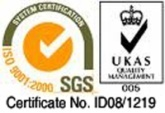 SYSTEM CERTIFICATION
ISO 9001:2000
SGS
UKAS
QUALITY
MANAGEMENT
005
Certificate No. ID08/1219